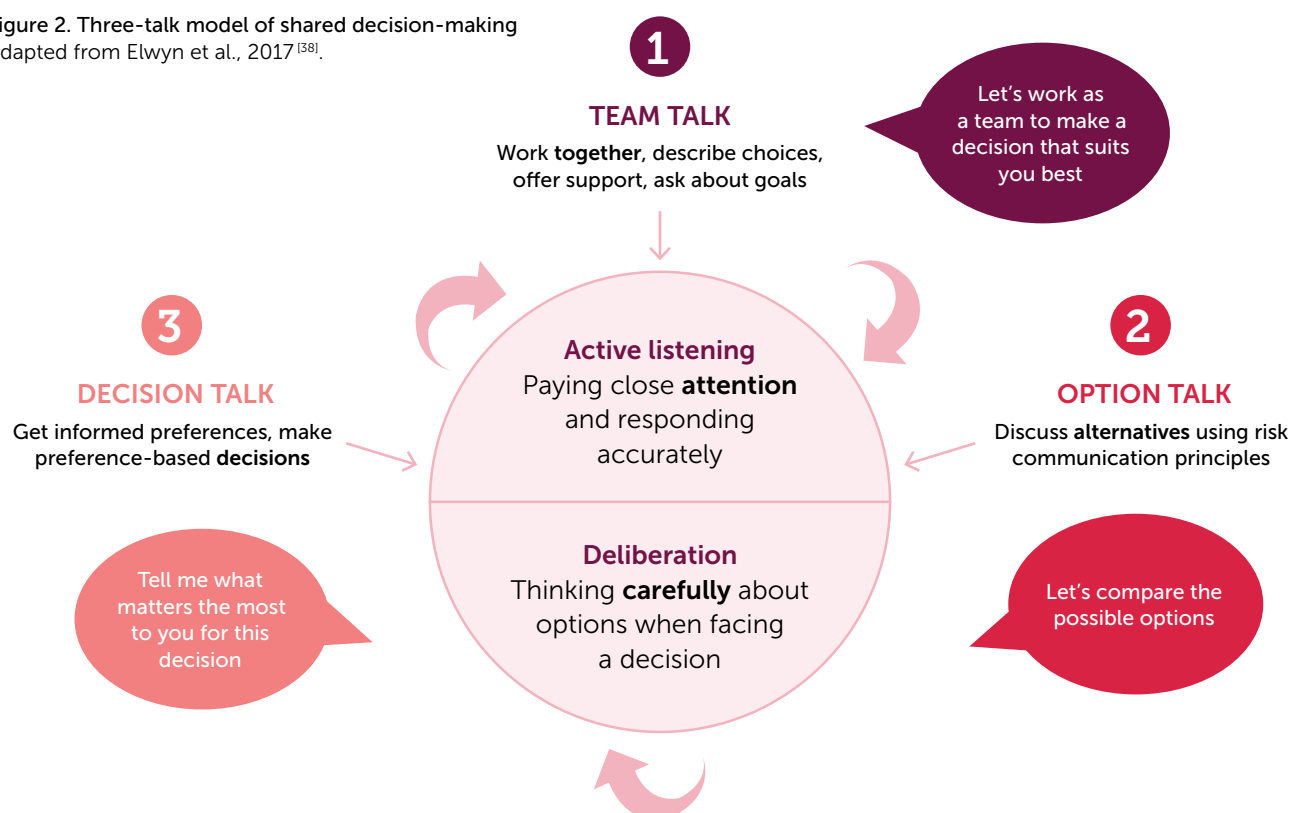 igure 2. Three-talk model of shared decision-making
dapted from Elwyn et al., 2017 [38].
1
TEAM TALK
Work together, describe choices,
offer support, ask about goals
Let's work as
a team to make a
decision that suits
you best
3
DECISION TALK
Get informed preferences, make
preference-based decisions
Active listening
Paying close attention
and responding
accurately
2
OPTION TALK
Discuss alternatives using risk
communication principles
Deliberation
Thinking carefully about
options when facing
a decision
Tell me what
matters the most
to you for this
decision
Let's compare the
possible options